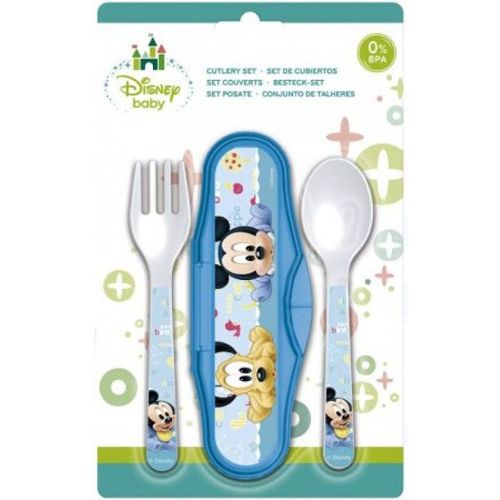 Disney
baby
CUTLERY SET · SET DE CUBIERTOS
SET COUVERTS · BESTECK-SET
SET POSATE · CONJUNTO DE TALHERES
0%
BPA
© Disney
© Disney
© Disney